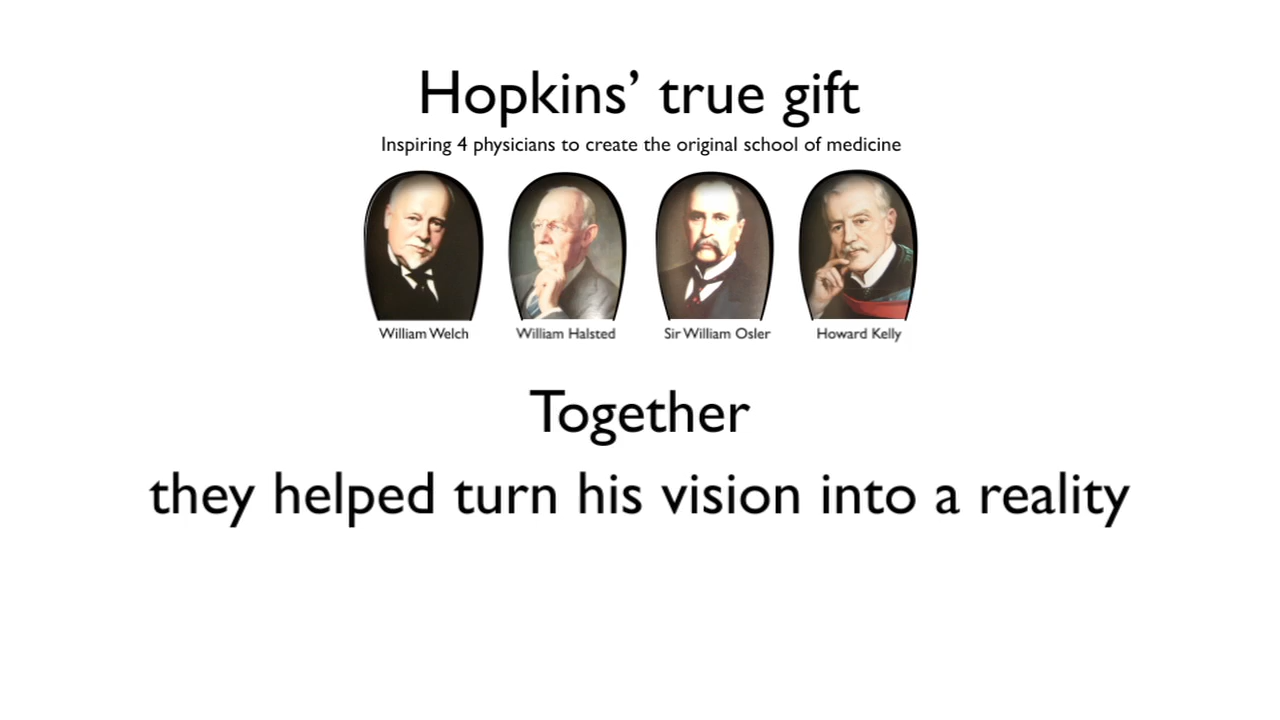 Hopkins’ true gift
Inspiring 4 physicians to create the original school of medicine
William Welch
William Halsted
Sir William Osler
Howard Kelly
Together
they helped turn his vision into a reality